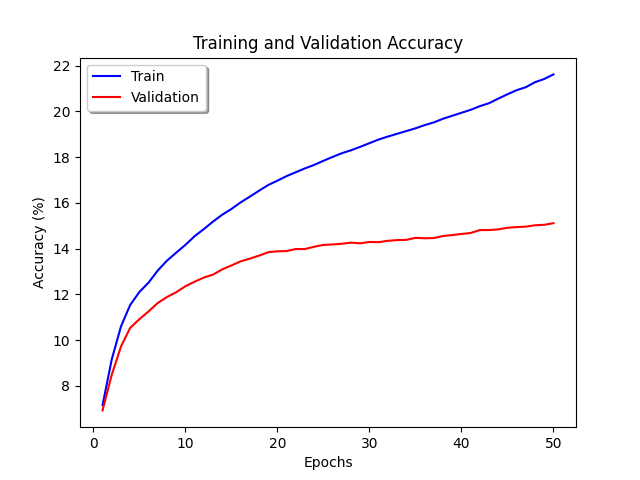 Training and Validation Accuracy
Train
Validation
Accuracy (%)
22
20
18
16
14
12
10
8
0 10 20 30 40 50
Epochs